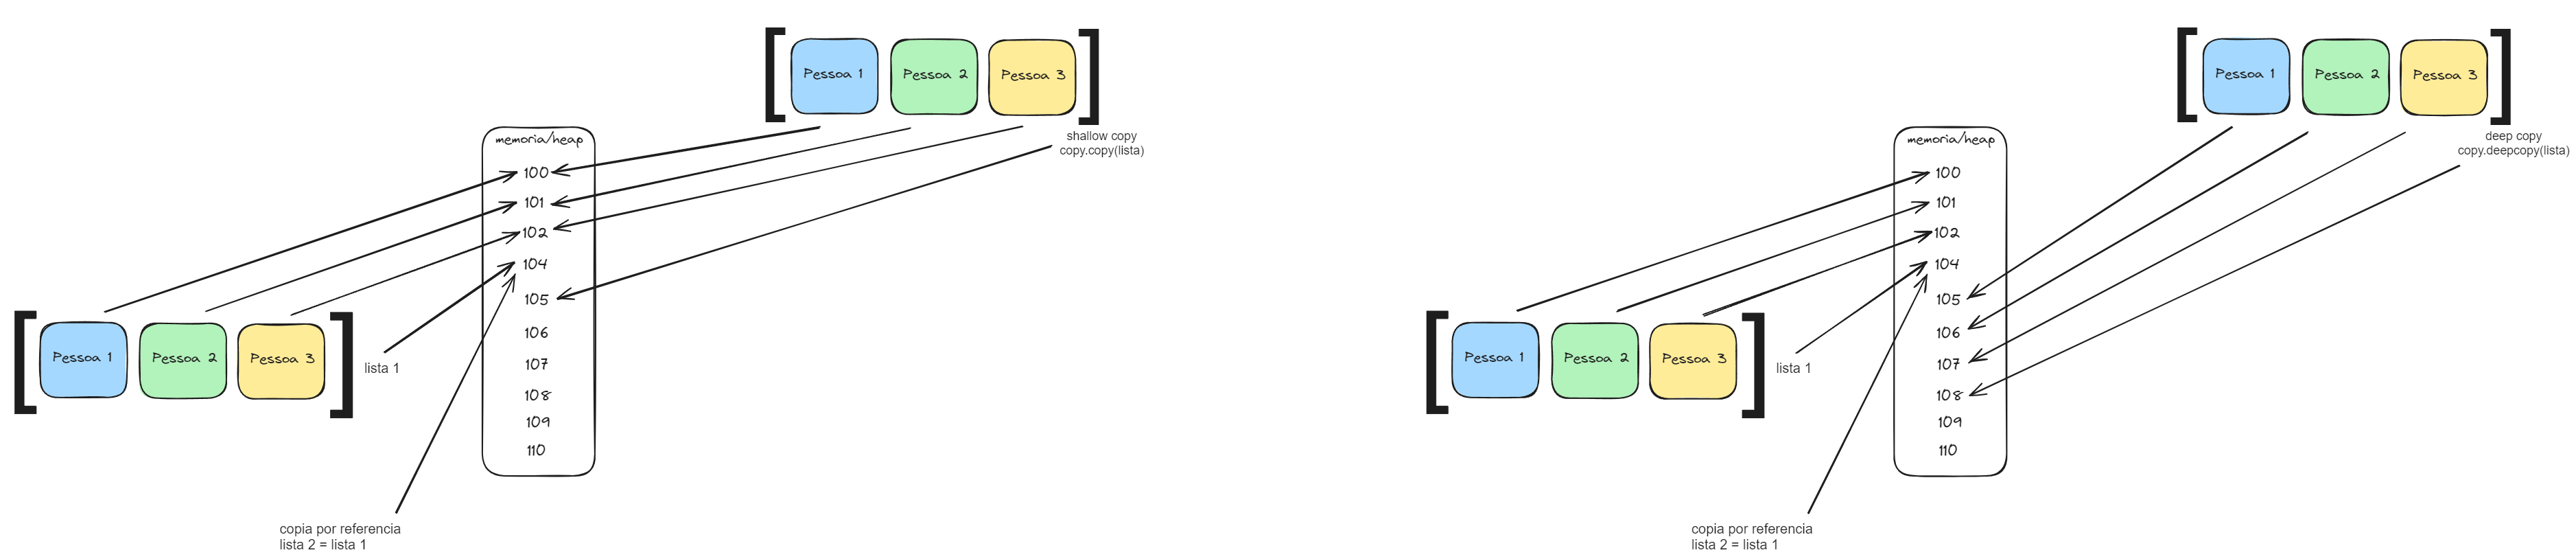 Pessoa 1
Pessoa 2
Pessoa 3
shallow copy
copy.copy(lista)
memoria/heap
100
101
102
104
105
106
107
108
109
110
Pessoa 1
Pessoa 2
Pessoa 3
lista 1
copia por referencia
lista 2 = lista 1
Pessoa 1
Pessoa 2
Pessoa 3
deep copy
copy.deepcopy(lista)
memoria/heap
100
101
102
104
105
106
107
108
109
110
Pessoa 1
Pessoa 2
Pessoa 3
lista 1
copia por referencia
lista 2 = lista 1